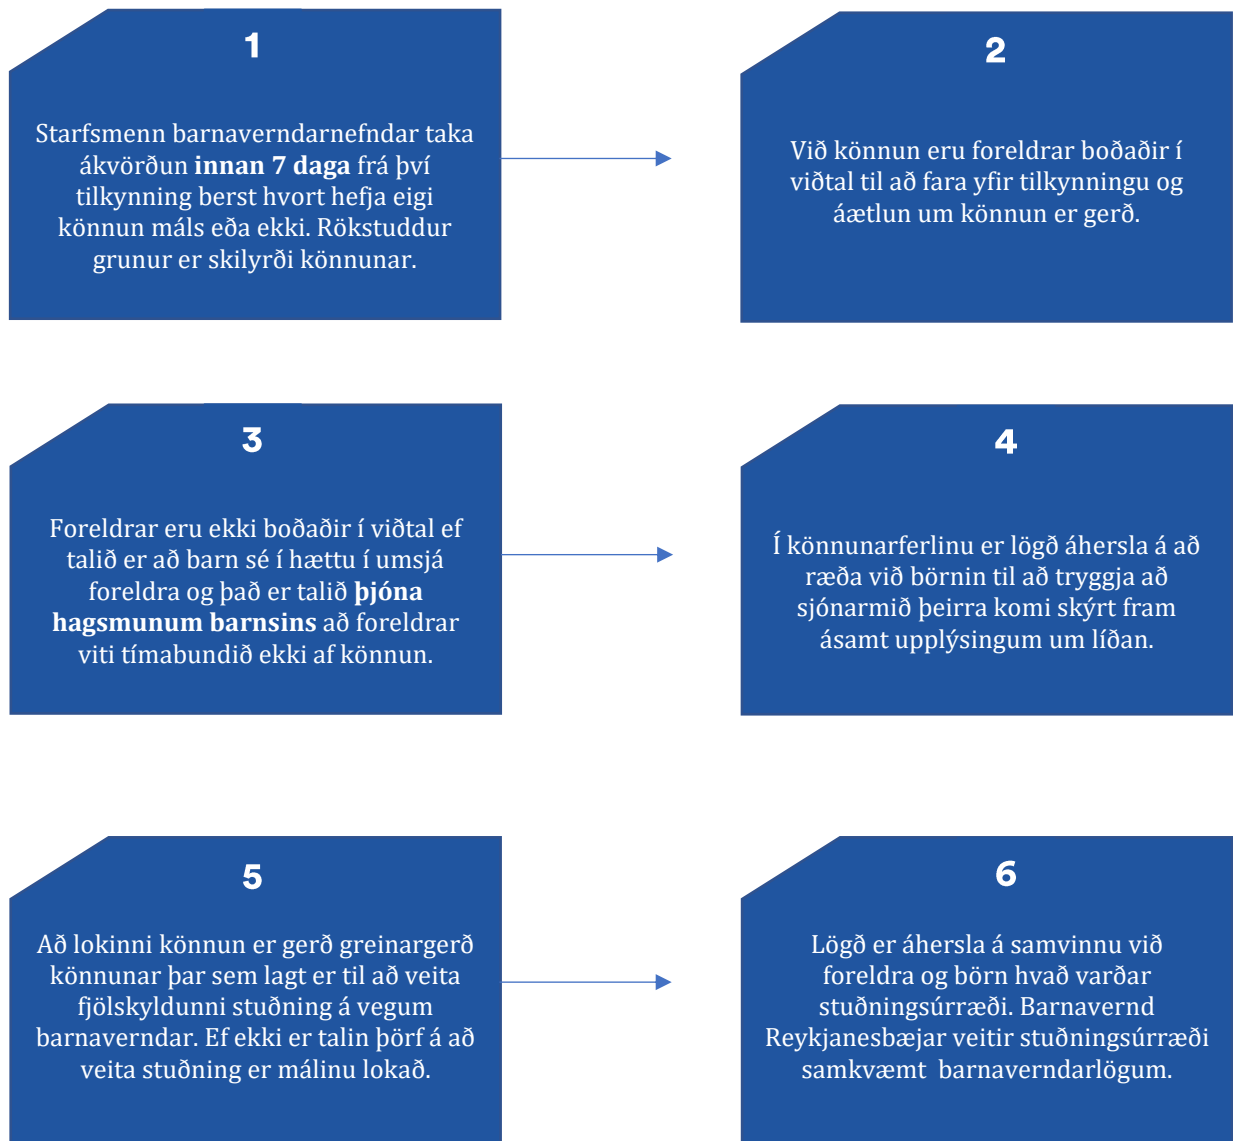 1
Starfsmenn barnaverndarnefndar taka
ákvörðun innan 7 daga frá því
tilkynning berst hvort hefja eigi
könnun máls eða ekki. Rökstuddur
grunur er skilyrði könnunar.
2
Við könnun eru foreldrar boðaðir í
viðtal til að fara yfir tilkynningu og
áætlun um könnun er gerð.
3
Foreldrar eru ekki boðaðir í viðtal ef
talið er að barn sé í hættu í umsjá
foreldra og það er talið þjóna
hagsmunum barnsins að foreldrar
viti tímabundið ekki af könnun.
4
Í könnunarferlinu er lögð áhersla á að
ræða við börnin til að tryggja að
sjónarmið þeirra komi skýrt fram
ásamt upplýsingum um líðan.
5
Að lokinni könnun er gerð greinargerð
könnunar þar sem lagt er til að veita
fjölskyldunni stuðning á vegum
barnaverndar. Ef ekki er talin þörf á að
veita stuðning er málinu lokað.
6
Lögð er áhersla á samvinnu við
foreldra og börn hvað varðar
stuðningsúrræði. Barnavernd
Reykjanesbæjar veitir stuðningsúrræði
samkvæmt  barnaverndarlögum.